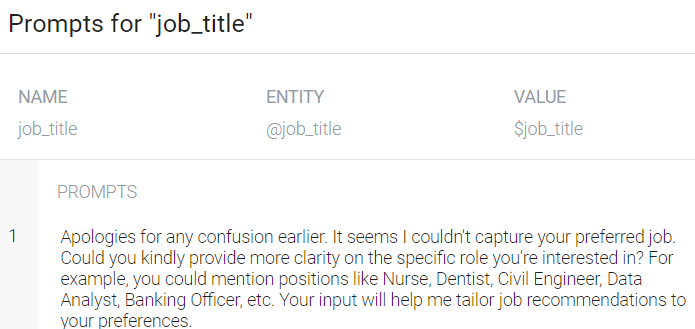 Prompts for "job_title"
NAME ENTITY VALUE
job_title @job_title $job_title
PROMPTS
1 Apologies for any confusion earlier. It seems I couldn't capture your preferred job.
Could you kindly provide more clarity on the specific role you're interested in? For
example, you could mention positions like Nurse, Dentist, Civil Engineer, Data
Analyst, Banking Officer, etc. Your input will help me tailor job recommendations to
your preferences.